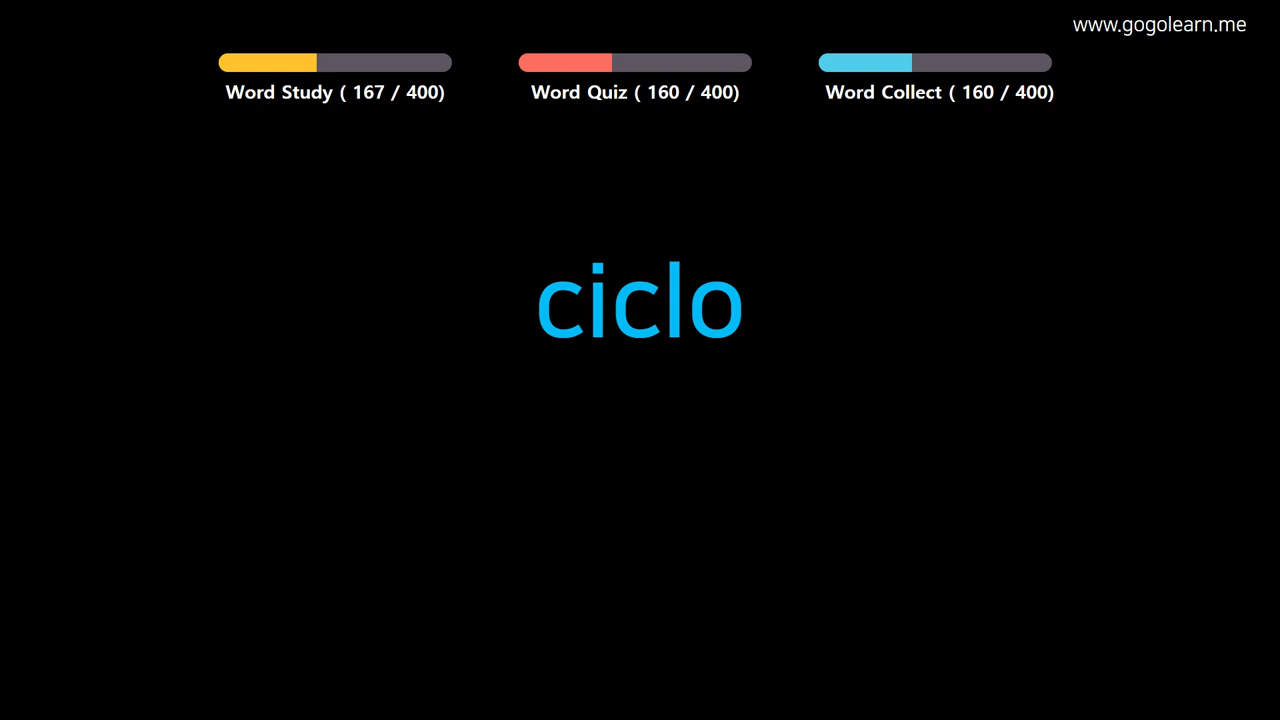 www.gogolearn.me
Word Study ( 167 / 400)
Word Quiz ( 160 / 400)
Word Collect ( 160 / 400)
ciclo